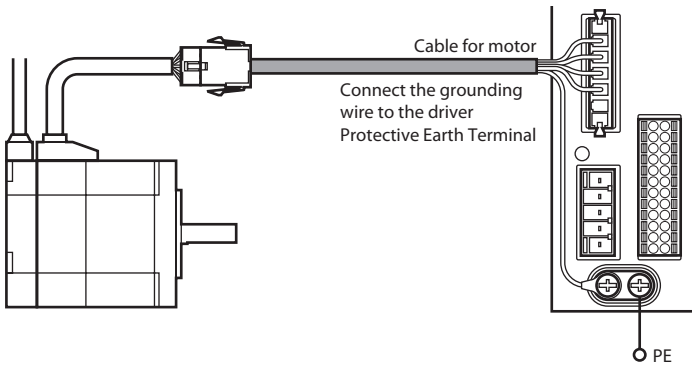 Cable for motor
Connect the grounding
wire to the driver
Protective Earth Terminal
PE